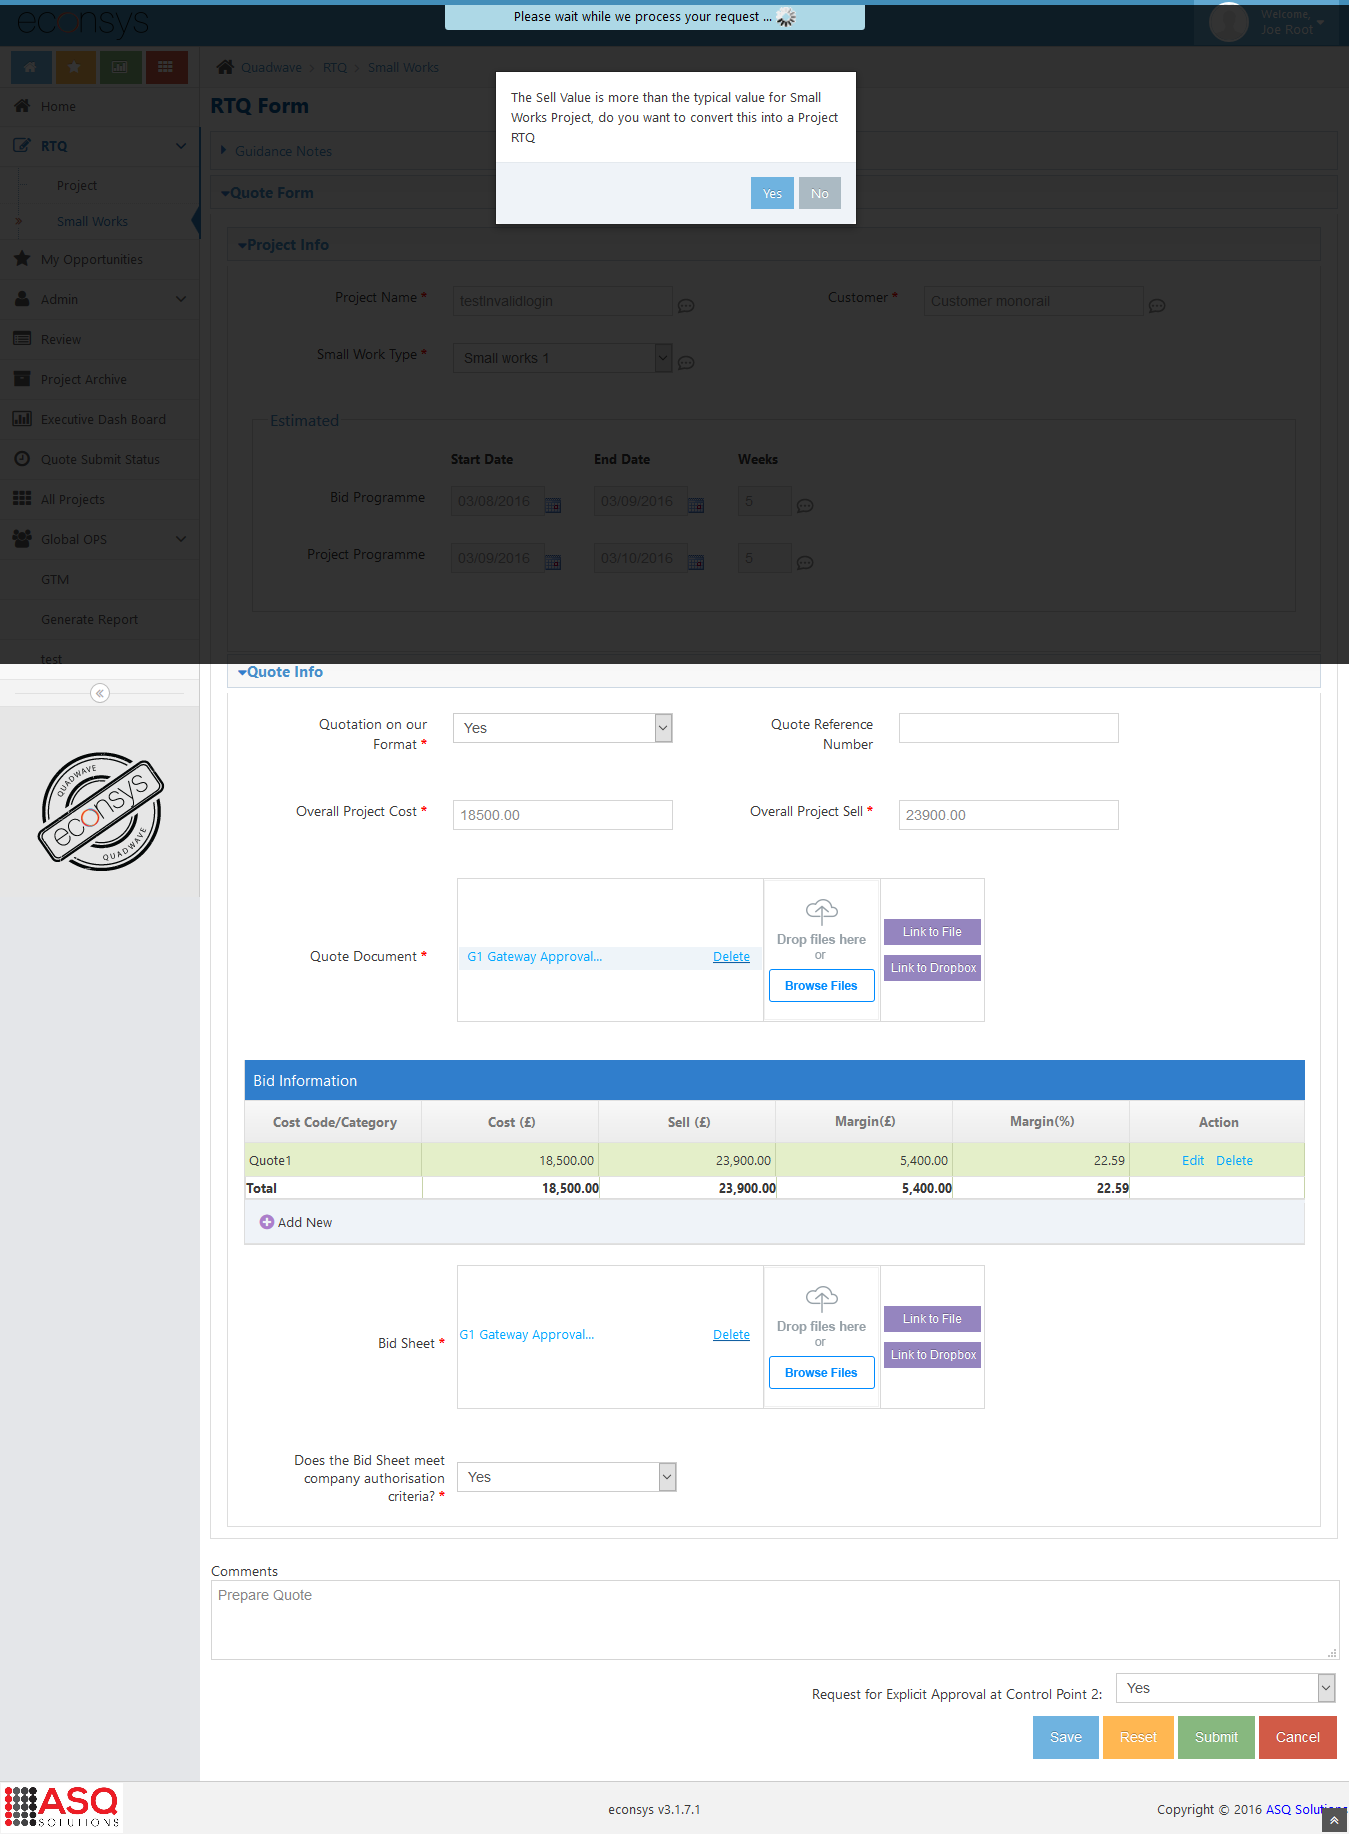 Please wait while we process your request ...
econsys
Welcome,
Joe Root
Quadwave RTQ Small Works
The Sell Value is more than the typical value for Small
Works Project, do you want to convert this into a Project
RTQ
Yes No
RTQ Form
Guidance Notes
Quote Form
Project Info
Home
RTQ
Project
Small Works
My Opportunities
Admin
Review
Project Archive
Executive Dash Board
Quote Submit Status
All Projects
Global OPS
GTM
Generate Report
test
QUADWAVE
econsys
QUADWAVE
Project Name * testinvalidlogin Customer * Customer monorail
Small Work Type * Small works 1
Estimated
Start Date End Date Weeks
Bid Programme 03/08/2016 03/09/2016 5
Project Programme 03/09/2016 03/10/2016 5
Quote Info
Quotation on our
Format * Yes
Quote Reference
Number
Overall Project Cost * 18500.00 Overall Project Sell * 23900.00
Quote Document * G1 Gateway Approval... Delete
Drop files here
or
Browse Files
Link to File
Link to Dropbox
Bid Information
Cost Code/Category Cost (£) Sell (£) Margin(£) Margin(%) Action
Quote1 18,500.00 23,900.00 5,400.00 22.59 Edit Delete
Total 18,500.00 23,900.00 5,400.00 22.59
Add New
Bid Sheet * G1 Gateway Approval... Delete
Drop files here
or
Browse Files
Link to File
Link to Dropbox
Does the Bid Sheet meet
company authorisation
criteria? * Yes
Comments
Prepare Quote
Request for Explicit Approval at Control Point 2: Yes
Save Reset Submit Cancel
ASQ
SOLUTIONS
econsys v3.1.7.1
Copyright © 2016 ASQ Solutions